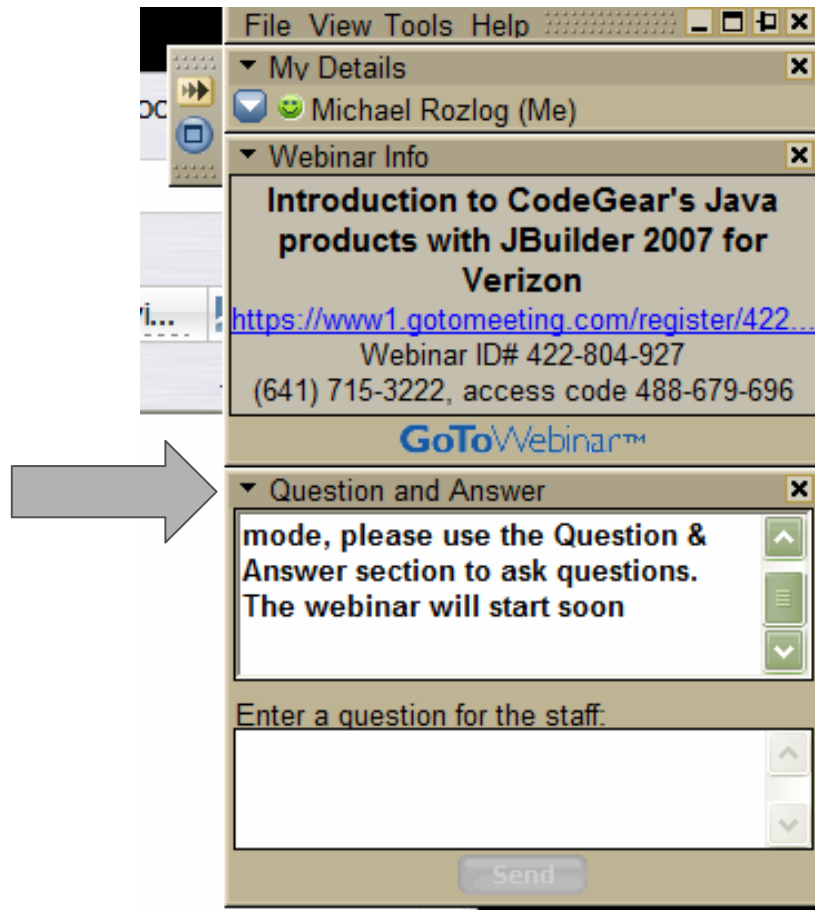 File View Tools Help
My Details
Michael Rozlog (Me)
Webinar Info
Introduction to CodeGear's Java
products with JBuilder 2007 for
Verizon
https://www1.gotomeeting.com/register/422...
Webinar ID# 422-804-927
(641) 715-3222, access code 488-679-696
GoToWebinar™
Question and Answer
mode, please use the Question &
Answer section to ask questions.
The webinar will start soon
Enter a question for the staff:
Send